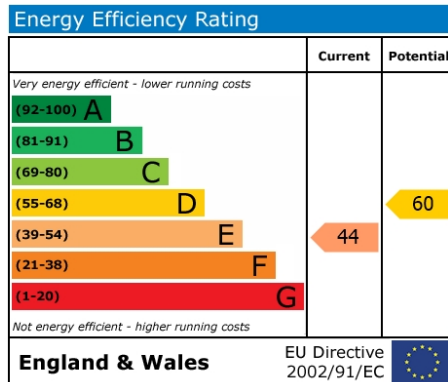 Energy Efficiency Rating
Current Potential
Very energy efficient - lower running costs
(92-100) A
(81-91) B
(69-80) C
(55-68) D 60
(39-54) E 44
(21-38) F
(1-20) G
Not energy efficient - higher running costs
England & Wales
EU Directive
2002/91/EC